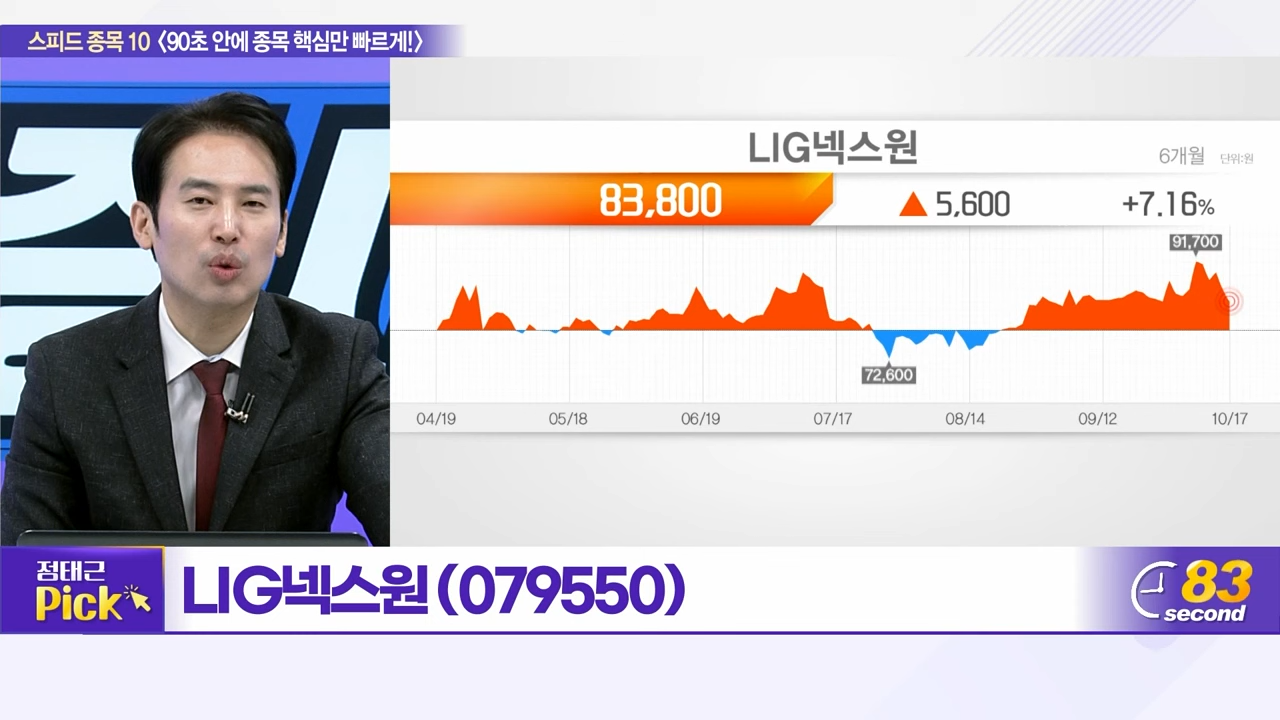 스피드 종목 10 <90초 안에 종목 핵심만 빠르게!>
LIG넥스원
6개월 단위:원
83,800 ▲ 5,600 +7.16%
91,700
72,600
04/19 05/18 06/19 07/17 08/14 09/12 10/17
정태근
Pick
LIG넥스원(079550)
83
second